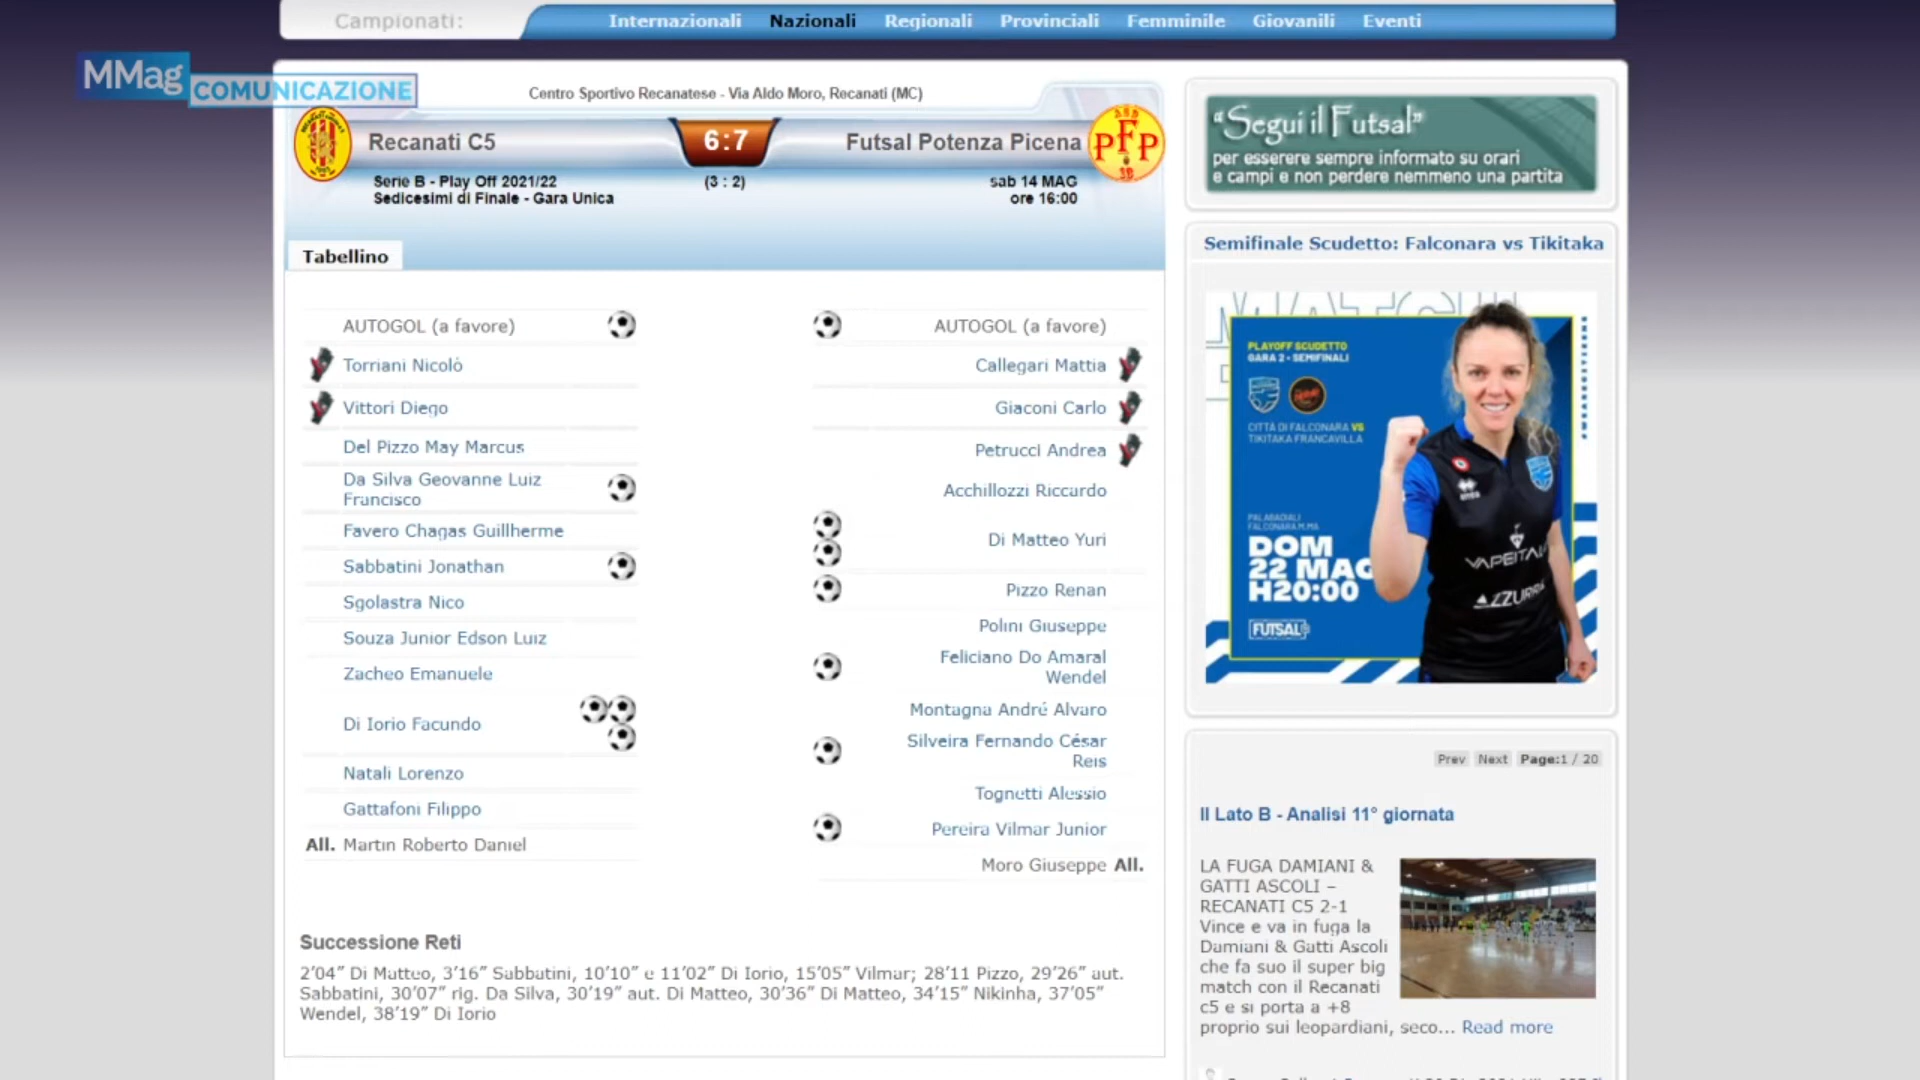 Campionati:
Internazionali Nazionali Regionali Provinciali Femminile Giovanili Eventi
MMag
COMUNICAZIONE
Centro Sportivo Recanatese - Via Aldo Moro, Recanati (MC)
Recanati C5
6:7
Futsal Potenza Picena
Serie B - Play Off 2021/22
(3 : 2)
sab 14 MAG
Sedicesimi di Finale - Gara Unica
ore 16:00
Tabellino
AUTOGOL (a favore)
Torriani Nicolò
Vittori Diego
Del Pizzo May Marcus
Da Silva Geovanne Luiz
Francisco
Favero Chagas Guillherme
Sabbatini Jonathan
Sgolastra Nico
Souza Junior Edson Luiz
Zacheo Emanuele
Di Iorio Facundo
Natali Lorenzo
Gattafoni Filippo
All. Martin Roberto Daniel
AUTOGOL (a favore)
Callegari Mattia
Giaconi Carlo
Petrucci Andrea
Acchillozzi Riccardo
Di Matteo Yuri
Pizzo Renan
Polini Giuseppe
Feliciano Do Amaral
Wendel
Montagna André Alvaro
Silveira Fernando César
Reis
Tognetti Alessio
Pereira Vilmar Junior
Moro Giuseppe All.
Successione Reti
2’04” Di Matteo, 3’16” Sabbatini, 10’10” e 11’02” Di Iorio, 15’05” Vilmar; 28’11 Pizzo, 29’26” aut.
Sabbatini, 30’07” rig. Da Silva, 30’19” aut. Di Matteo, 30’36” Di Matteo, 34’15” Nikinha, 37’05”
Wendel, 38’19” Di Iorio
“Segui il Futsal”
per esserere sempre informato su orari
e campi e non perdere nemmeno una partita
Semifinale Scudetto: Falconara vs Tikitaka
PLAYOFF SCUDETTO
GARA 2 - SEMIFINALI
CITTÀ DI FALCONARA VS
TIKITAKA FRANCAVILLA
PALABADIALI
FALCONARA M.MA
DOM
22 MAG
H20:00
FUTSAL
VAPEITALIA
AZZURRA
Prev Next Page:1 / 20
Il Lato B - Analisi 11° giornata
LA FUGA DAMIANI &
GATTI ASCOLI –
RECANATI C5 2-1
Vince e va in fuga la
Damiani & Gatti Ascoli
che fa suo il super big
match con il Recanati
c5 e si porta a +8
proprio sui leopardiani, seco... Read more